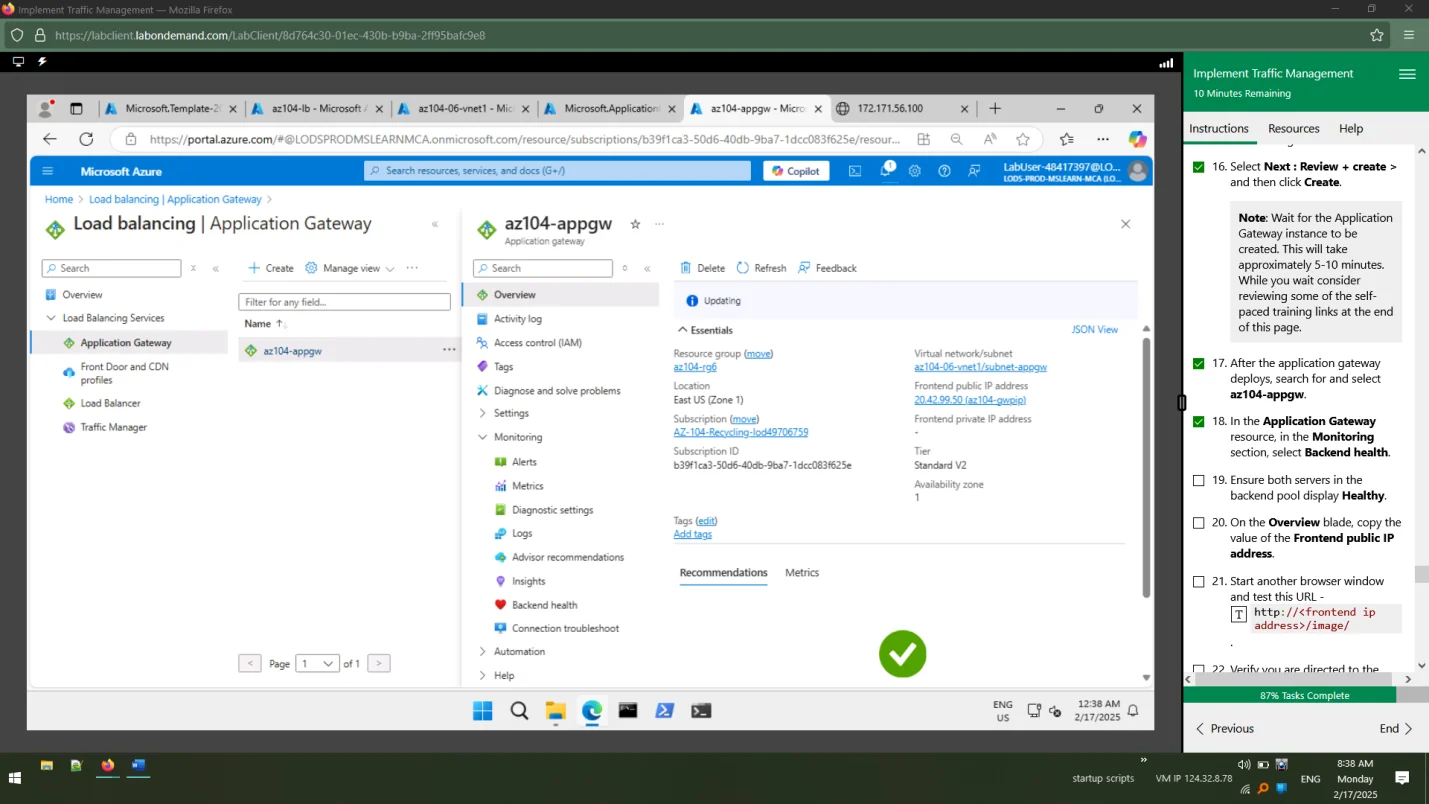 Implement Traffic Management — Mozilla Firefox
https://labclient.labondemand.com/LabClient/8d764c30-01ec-430b-b9ba-2ff95bafc9e8
Microsoft.Template-2
az104-lb - Microsoft A
az104-06-vnet1 - Mic
Microsoft.Application
az104-appgw - Micros
172.171.56.100
https://portal.azure.com/#@LODSPRODMSLEARNMCA.onmicrosoft.com/resource/subscriptions/b39f1ca3-50d6-40db-9ba7-1dcc083f625e/resour...
Microsoft Azure
Search resources, services, and docs (G+/)
Copilot
1
LabUser-48417397@LO...
LODS-PROD-MSLEARN-MCA (LO...
Home > Load balancing | Application Gateway >
Load balancing | Application Gateway
Search
Overview
Load Balancing Services
Application Gateway
Front Door and CDN
profiles
Load Balancer
Traffic Manager
Create
Manage view
Filter for any field...
Name
az104-appgw
Page 1 of 1
az104-appgw
Application gateway
Search
Overview
Activity log
Access control (IAM)
Tags
Diagnose and solve problems
Settings
Monitoring
Alerts
Metrics
Diagnostic settings
Logs
Advisor recommendations
Insights
Backend health
Connection troubleshoot
Automation
Help
Delete
Refresh
Feedback
Updating
Essentials
JSON View
Resource group (move)
az104-rg6
Location
East US (Zone 1)
Subscription (move)
AZ-104-Recycling-lod49706759
Subscription ID
b39f1ca3-50d6-40db-9ba7-1dcc083f625e
Virtual network/subnet
az104-06-vnet1/subnet-appgw
Frontend public IP address
20.42.99.50 (az104-gwpip)
Frontend private IP address
-
Tier
Standard V2
Availability zone
1
Tags (edit)
Add tags
Recommendations
Metrics
ENG
US
12:38 AM
2/17/2025
Implement Traffic Management
10 Minutes Remaining
Instructions
Resources
Help
16. Select Next : Review + create >
and then click Create.
Note: Wait for the Application
Gateway instance to be
created. This will take
approximately 5-10 minutes.
While you wait consider
reviewing some of the self-
paced training links at the end
of this page.
17. After the application gateway
deploys, search for and select
az104-appgw.
18. In the Application Gateway
resource, in the Monitoring
section, select Backend health.
19. Ensure both servers in the
backend pool display Healthy.
20. On the Overview blade, copy the
value of the Frontend public IP
address.
21. Start another browser window
and test this URL -
T
http://<frontend ip
address>/image/
.
22. Verify you are directed to the
87% Tasks Complete
Previous
End
startup scripts
VM IP 124.32.8.78
ENG
8:38 AM
Monday
2/17/2025